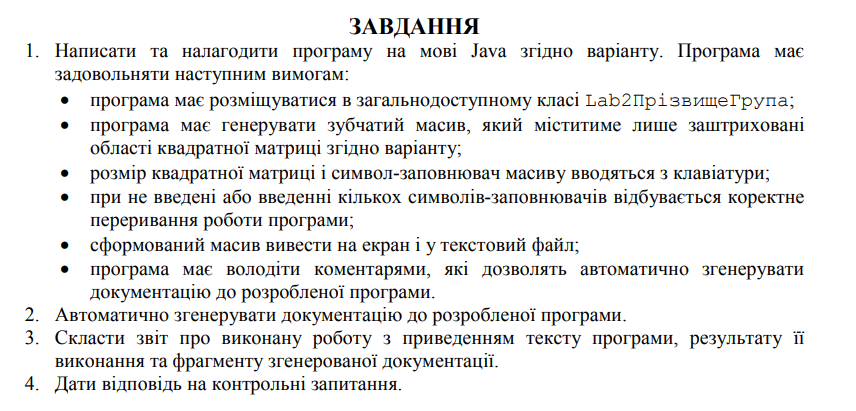 ЗАВДАННЯ
1. Написати та налагодити програму на мові Java згідно варіанту. Програма має
задовольняти наступним вимогам:
• програма має розміщуватися в загальнодоступному класі Lab2ПрізвищеГрупа;
• програма має генерувати зубчатий масив, який міститиме лише заштриховані
області квадратної матриці згідно варіанту;
• розмір квадратної матриці і символ-заповнювач масиву вводяться з клавіатури;
• при не введені або введенні кількох символів-заповнювачів відбувається коректне
переривання роботи програми;
• сформований масив вивести на екран і у текстовий файл;
• програма має володіти коментарями, які дозволять автоматично згенерувати
документацію до розробленої програми.
2. Автоматично згенерувати документацію до розробленої програми.
3. Скласти звіт про виконану роботу з приведенням тексту програми, результату її
виконання та фрагменту згенерованої документації.
4. Дати відповідь на контрольні запитання.